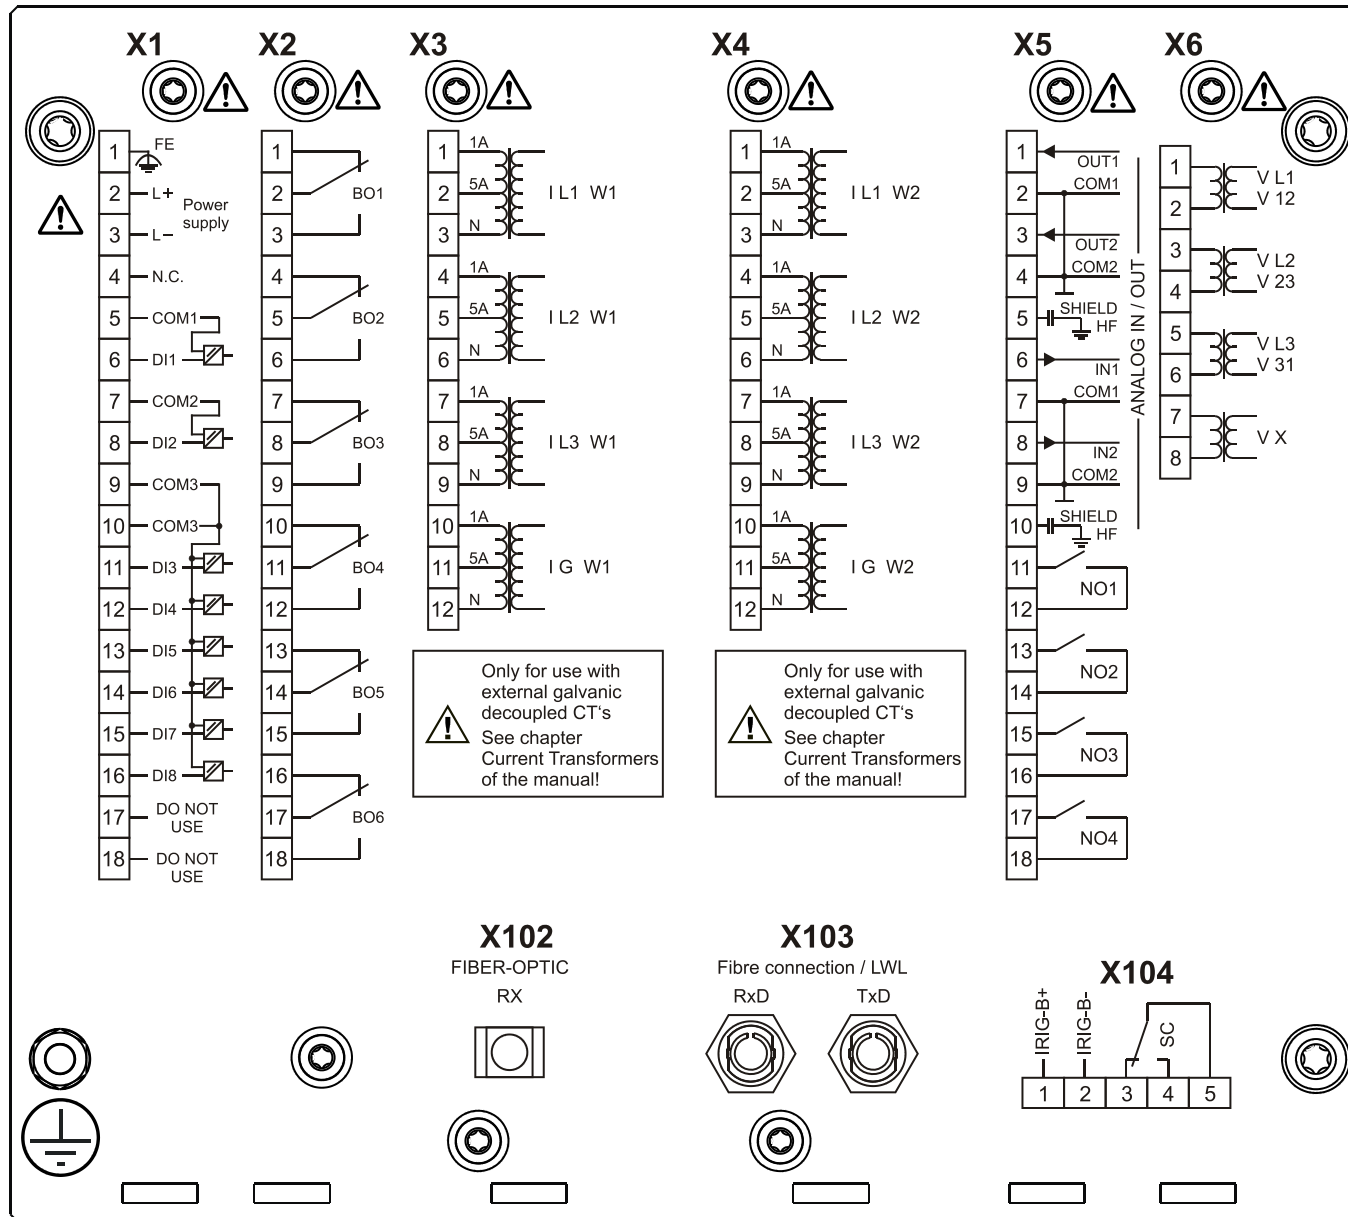 X1
X2
X3
X4
X5
X6
1
FE
2
L+
Power
supply
3
L−
4
N.C.
5
COM1
6
DI1
7
COM2
8
DI2
9
COM3
10
COM3
11
DI3
12
DI4
13
DI5
14
DI6
15
DI7
16
DI8
17
DO NOT
USE
18
DO NOT
USE
1
2
BO1
3
4
5
BO2
6
7
8
BO3
9
10
11
BO4
12
13
14
BO5
15
16
17
BO6
18
1
1A
2
5A
I L1 W1
3
N
4
1A
5
5A
I L2 W1
6
N
7
1A
8
5A
I L3 W1
9
N
10
1A
11
5A
I G W1
12
N
Only for use with
external galvanic
decoupled CT‘s
See chapter
Current Transformers
of the manual!
1
1A
2
5A
I L1 W2
3
N
4
1A
5
5A
I L2 W2
6
N
7
1A
8
5A
I L3 W2
9
N
10
1A
11
5A
I G W2
12
N
Only for use with
external galvanic
decoupled CT‘s
See chapter
Current Transformers
of the manual!
1
OUT1
2
COM1
3
OUT2
4
COM2
5
SHIELD
HF
6
IN1
7
COM1
8
IN2
9
COM2
10
SHIELD
HF
ANALOG IN / OUT
11
NO1
12
13
NO2
14
15
NO3
16
17
NO4
18
1
V L1
V 12
2
3
V L2
V 23
4
5
V L3
V 31
6
7
V X
8
X102
FIBER-OPTIC
RX
X103
Fibre connection / LWL
RxD
TxD
X104
IRIG-B+
IRIG-B-
SC
1
2
3
4
5